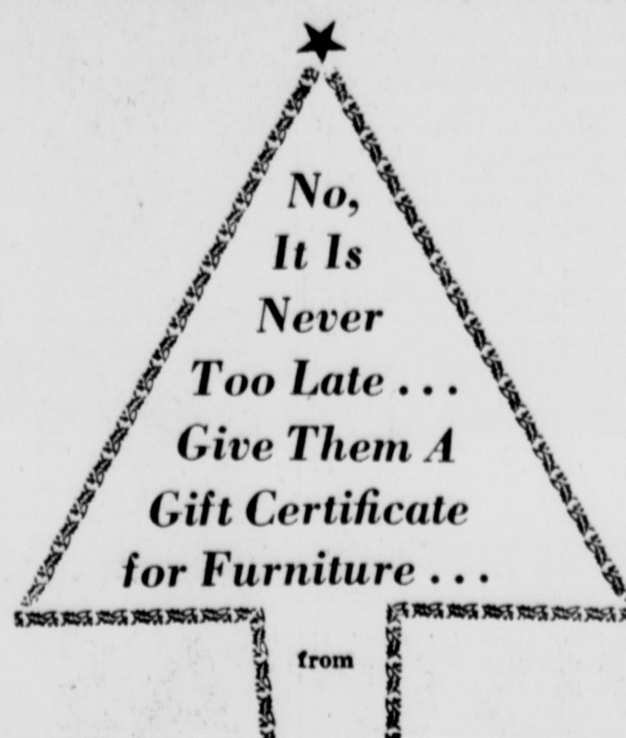 No,
It Is
Never
Too Late . . .
Give Them A
Gift Certificate
for Furniture . . .
from